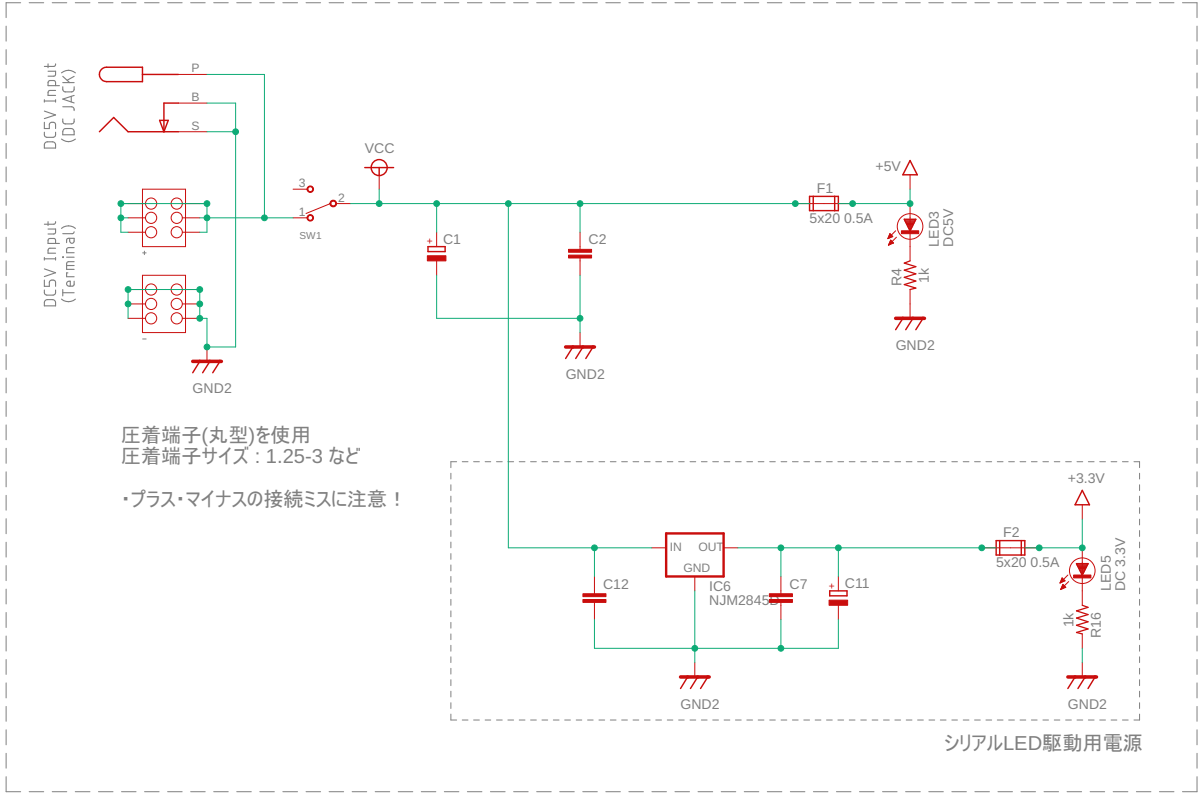 DC5V Input
(DC JACK)
P
B
S
DC5V Input
(Terminal)
+
-
GND2
3
2
1
SW1
VCC
+
C1
C2
GND2
F1
5x20 0.5A
+5V
LED3
DC5V
R4
1k
GND2
圧着端子(丸型)を使用
圧着端子サイズ : 1.25-3 など
・プラス・マイナスの接続ミスに注意！
C12
IN
OUT
GND
IC6
NJM2845
C7
+
C11
GND2
F2
5x20 0.5A
+3.3V
LED5
DC 3.3V
1k
R16
GND2
シリアルLED駆動用電源